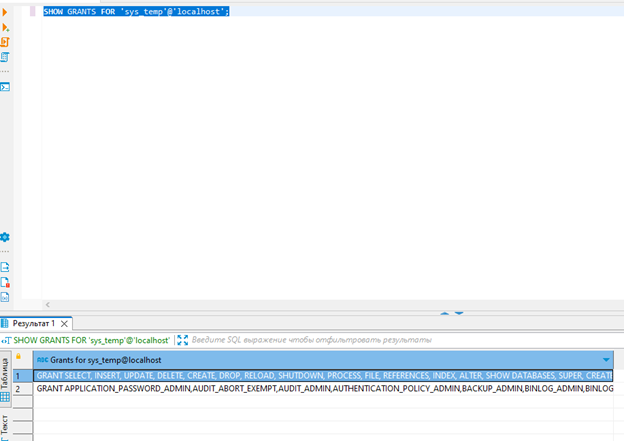 SHOW GRANTS FOR 'sys_temp'@'localhost';
Результат 1
SHOW GRANTS FOR 'sys_temp'@'localhost'
Введите SQL выражение чтобы отфильтровать результаты
Таблица
Текст
ABC Grants for sys_temp@localhost
1 GRANT SELECT, INSERT, UPDATE, DELETE, CREATE, DROP, RELOAD, SHUTDOWN, PROCESS, FILE, REFERENCES, INDEX, ALTER, SHOW DATABASES, SUPER, CREATE
2 GRANT APPLICATION_PASSWORD_ADMIN,AUDIT_ABORT_EXEMPT,AUDIT_ADMIN,AUTHENTICATION_POLICY_ADMIN,BACKUP_ADMIN,BINLOG_ADMIN,BINLOG